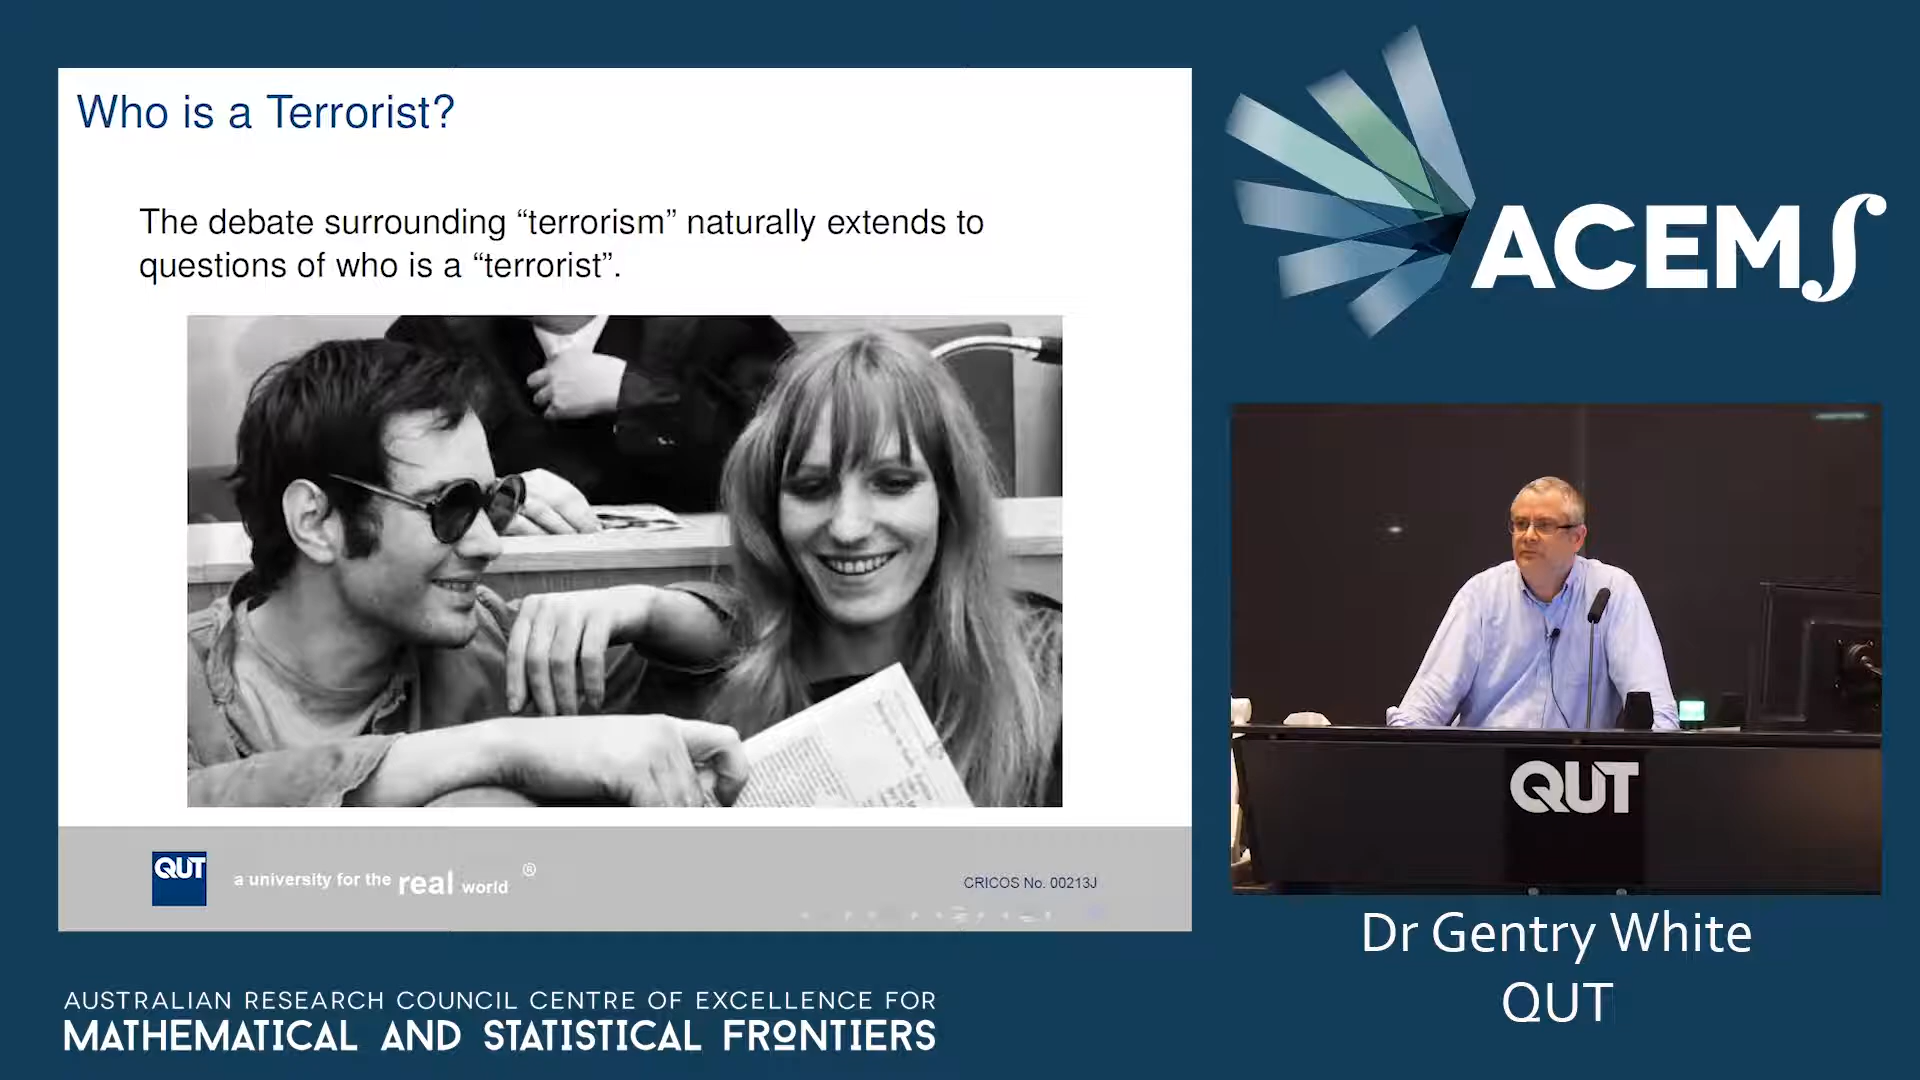 Who is a Terrorist?
The debate surrounding “terrorism” naturally extends to
questions of who is a “terrorist”.
QUT
a university for the real world ®
CRICOS No. 00213J
ACEMS
QUT
Dr Gentry White
QUT
AUSTRALIAN RESEARCH COUNCIL CENTRE OF EXCELLENCE FOR
MATHEMATICAL AND STATISTICAL FRONTIERS